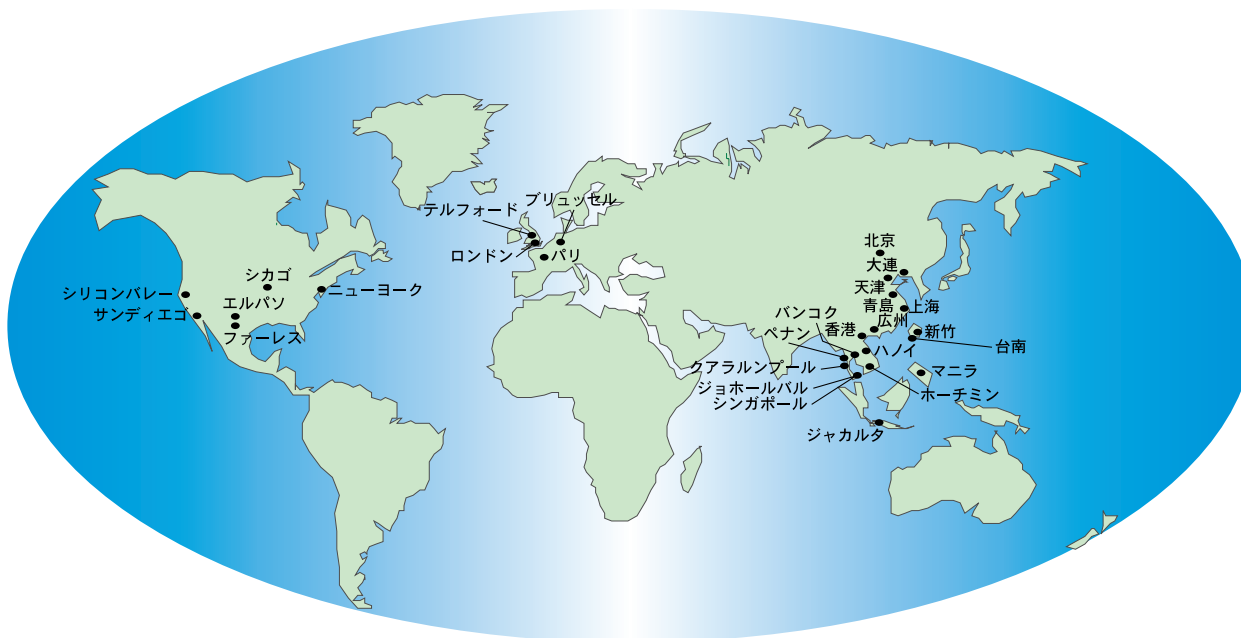 ブリュッセル
テルフォード
ロンドン
パリ
シカゴ
シリコンバレー
ニューヨーク
エルパソ
サンディエゴ
ファーレス
北京
大連
天津
青島
上海
バンコク
広州
ペナン
香港
新竹
台南
ハノイ
クアラルンプール
マニラ
ジョホールバル
ホーチミン
シンガポール
ジャカルタ